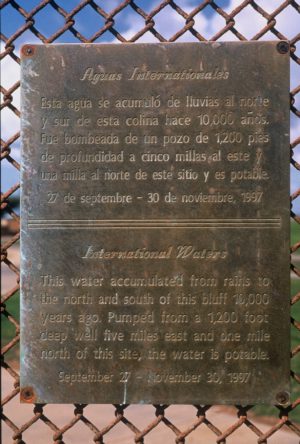 Aguas Internationales
Esta agua se acumuló de lluvias al norte
y sur de esta colina hace 10,000 años.
Fue bombeada de un pozo de 1,200 pies
de profundidad a cinco millas al este y
una milla al norte de este sitio y es potable.
27 de septembre - 30 de noviembre, 1997
International Waters
This water accumulated from rains to
the north and south of this bluff 10,000
years ago. Pumped from a 1,200 foot
deep well five miles east and one mile
north of this site, the water is potable.
September 27 - November 30, 1997